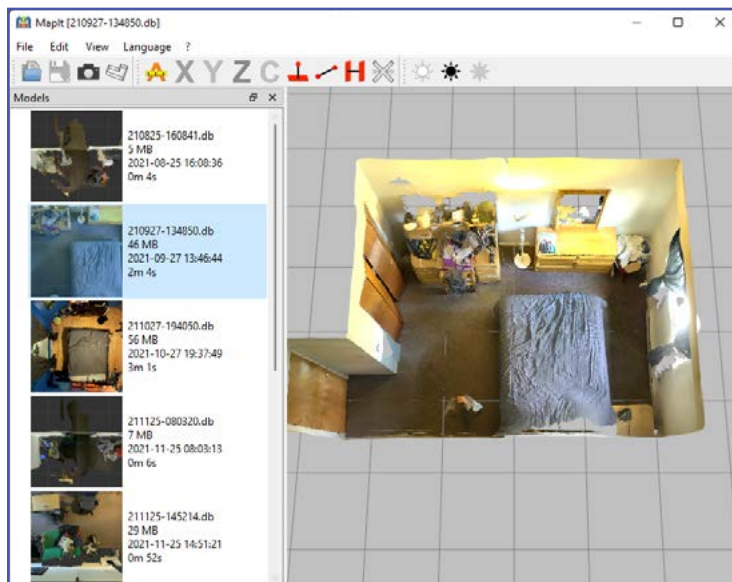 MapIt [210927-134850.db]
File Edit View Language ?
X Y Z C H
Models
210825-160841.db
5 MB
2021-08-25 16:08:36
0m 4s
210927-134850.db
46 MB
2021-09-27 13:46:44
2m 4s
211027-194050.db
56 MB
2021-10-27 19:37:49
3m 1s
211125-080320.db
7 MB
2021-11-25 08:03:13
0m 6s
211125-145214.db
29 MB
2021-11-25 14:51:21
0m 52s